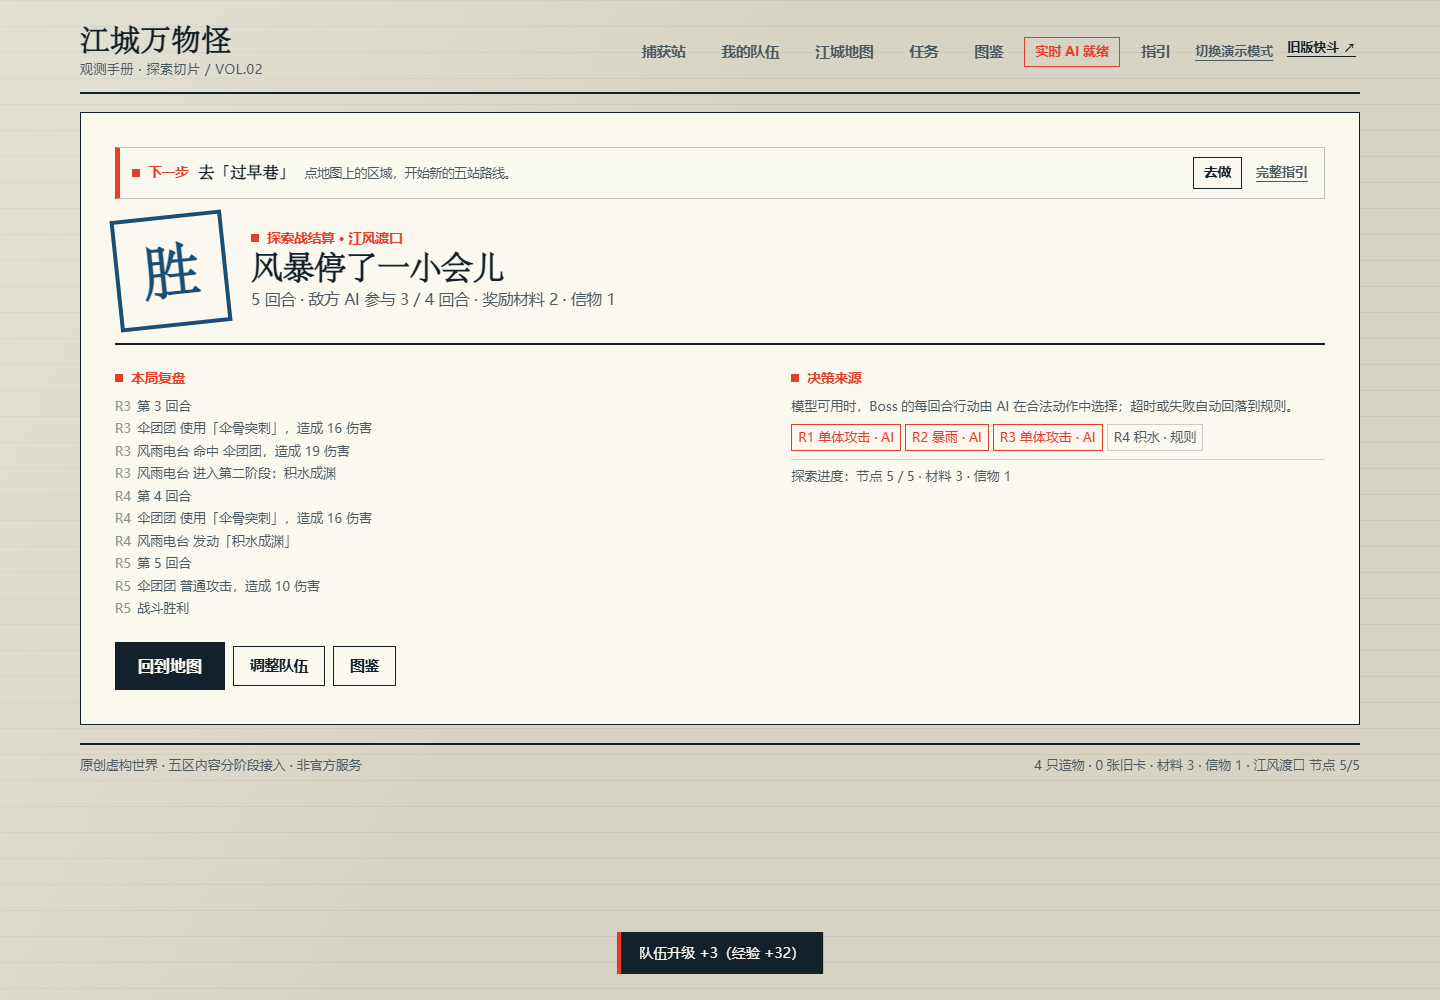 江城万物怪
观测手册 · 探索切片 / VOL.02
捕获站 我的队伍 江城地图 任务 图鉴 实时 AI 就绪 指引 切换演示模式 旧版快斗 ↗
下一步 去「过早巷」 点地图上的区域，开始新的五站路线。 去做 完整指引
胜
探索战结算 • 江风渡口
风暴停了一小会儿
5 回合 · 敌方 AI 参与 3 / 4 回合 · 奖励材料 2 · 信物 1
本局复盘
R3 第 3 回合
R3 伞团团 使用「伞骨突刺」，造成 16 伤害
R3 风雨电台 命中 伞团团，造成 19 伤害
R3 风雨电台 进入第二阶段：积水成渊
R4 第 4 回合
R4 伞团团 使用「伞骨突刺」，造成 16 伤害
R4 风雨电台 发动「积水成渊」
R5 第 5 回合
R5 伞团团 普通攻击，造成 10 伤害
R5 战斗胜利
决策来源
模型可用时，Boss 的每回合行动由 AI 在合法动作中选择；超时或失败自动回落到规则。
R1 单体攻击 · AI R2 暴雨 · AI R3 单体攻击 · AI R4 积水 · 规则
探索进度：节点 5 / 5 · 材料 3 · 信物 1
回到地图 调整队伍 图鉴
原创虚构世界 · 五区内容分阶段接入 · 非官方服务
4 只造物 · 0 张旧卡 · 材料 3 · 信物 1 · 江风渡口 节点 5/5
队伍升级 +3（经验 +32）